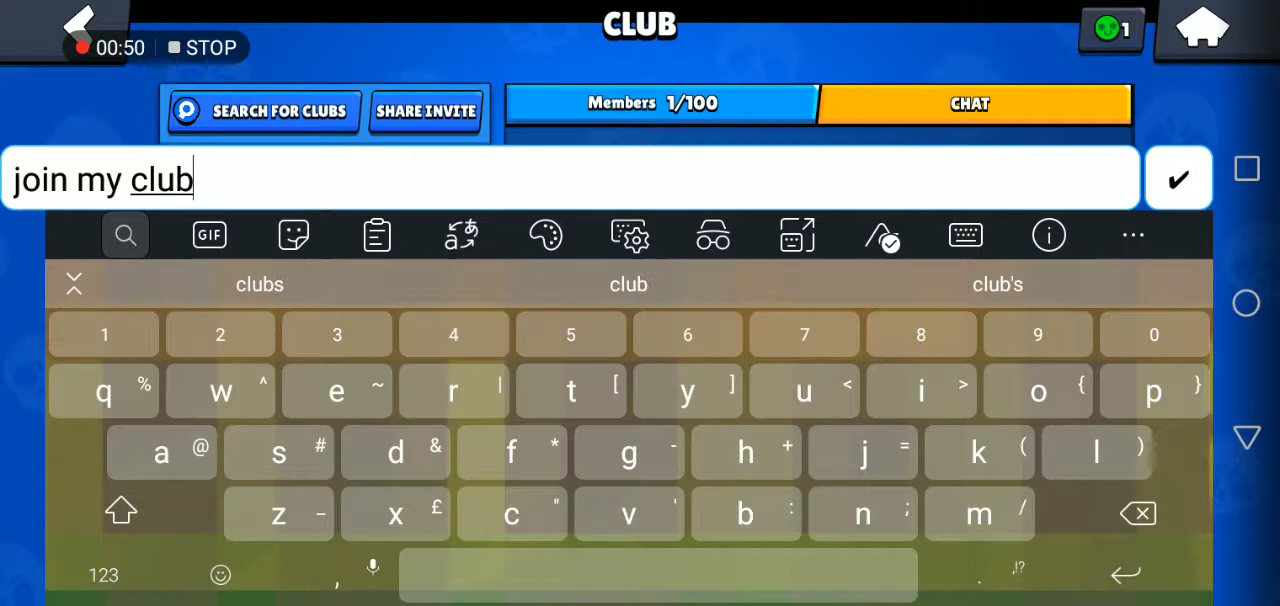 CLUB
1
00:50 STOP
SEARCH FOR CLUBS SHARE INVITE Members 1/100 CHAT
join my club ✔
GIF
clubs club club's
1 2 3 4 5 6 7 8 9 0
q % w ^ e ~ r | t [ y ] u < i > o { p }
a @ s # d & f * g - h + j = k ( l )
z _ x £ c " v ' b : n ; m /
123 , . ,!?